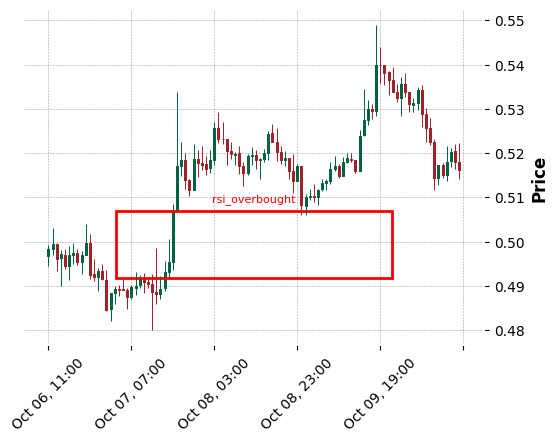 0.55
0.54
0.53
0.52
0.51
0.50
0.49
0.48
Price
rsi_overbought
Oct 06, 11:00
Oct 07, 07:00
Oct 08, 03:00
Oct 08, 23:00
Oct 09, 19:00